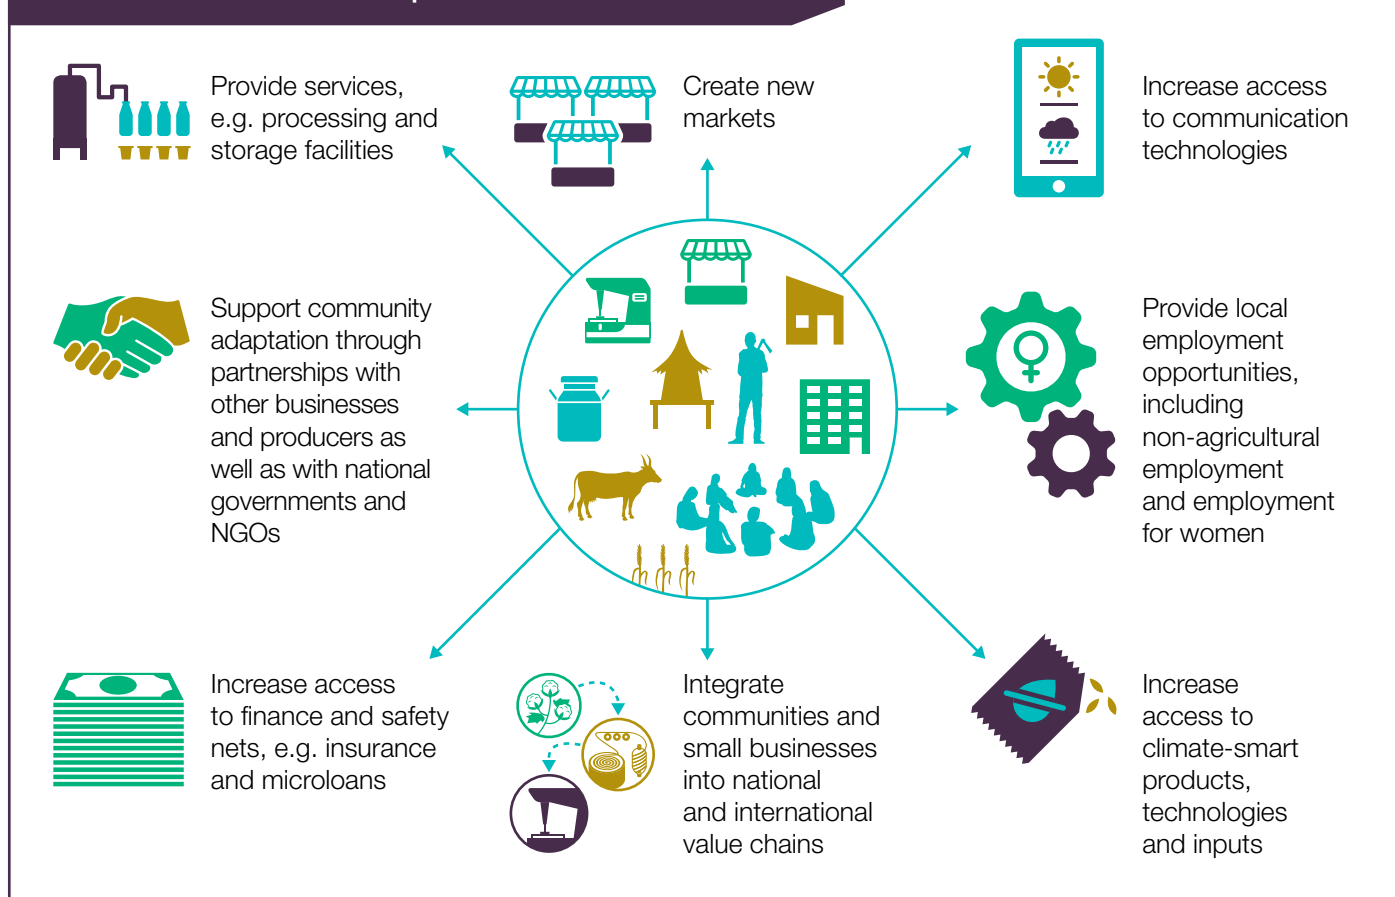 Provide services,
e.g. processing and
storage facilities
Create new
markets
Increase access
to communication
technologies
Support community
adaptation through
partnerships with
other businesses
and producers as
well as with national
governments and
NGOs
Provide local
employment
opportunities,
including
non-agricultural
employment
and employment
for women
Increase access
to finance and safety
nets, e.g. insurance
and microloans
Integrate
communities and
small businesses
into national
and international
value chains
Increase
access to
climate-smart
products,
technologies
and inputs